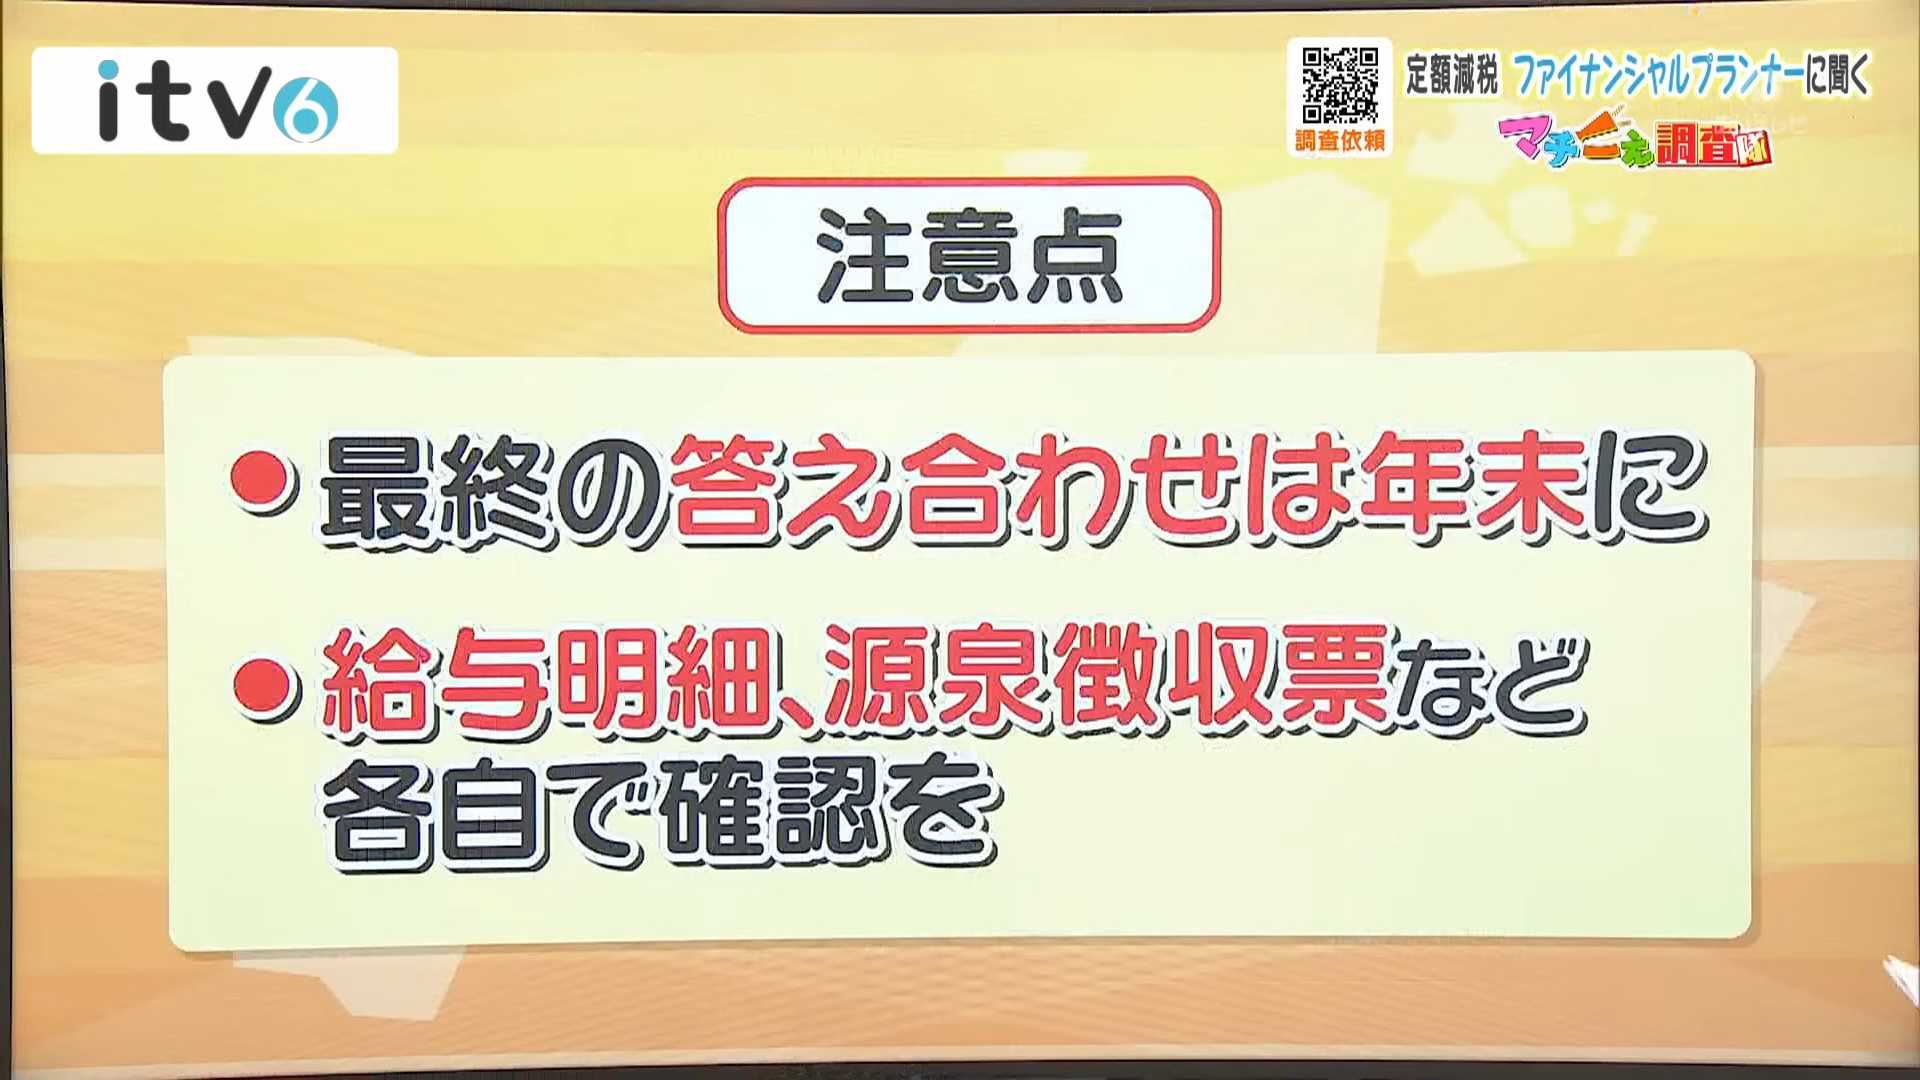 itv6
調査依頼
定額減税 ファイナンシャルプランナーに聞く
マチこえ調査隊
注意点
●最終の答え合わせは年末に
●給与明細、源泉徴収票など
各自で確認を